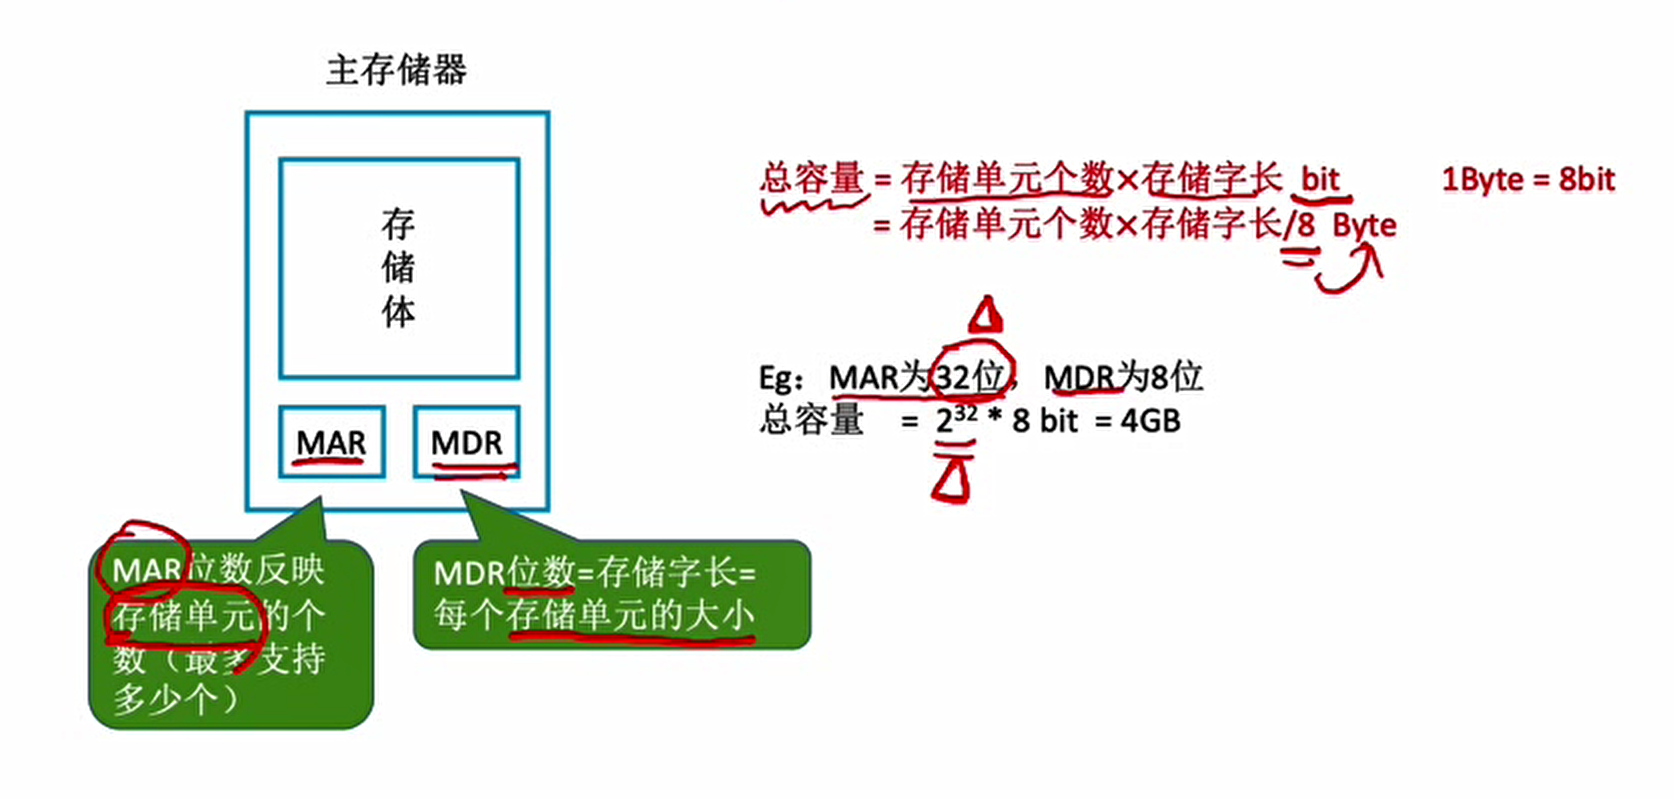 主存储器
存
储
体
MAR
MDR
MAR位数反映
存储单元的个
数（最多支持
多少个）
MDR位数=存储字长=
每个存储单元的大小
总容量 = 存储单元个数×存储字长 bit 1Byte = 8bit
= 存储单元个数×存储字长/8 Byte
Eg：MAR为32位，MDR为8位
总容量 = 2³² * 8 bit = 4GB